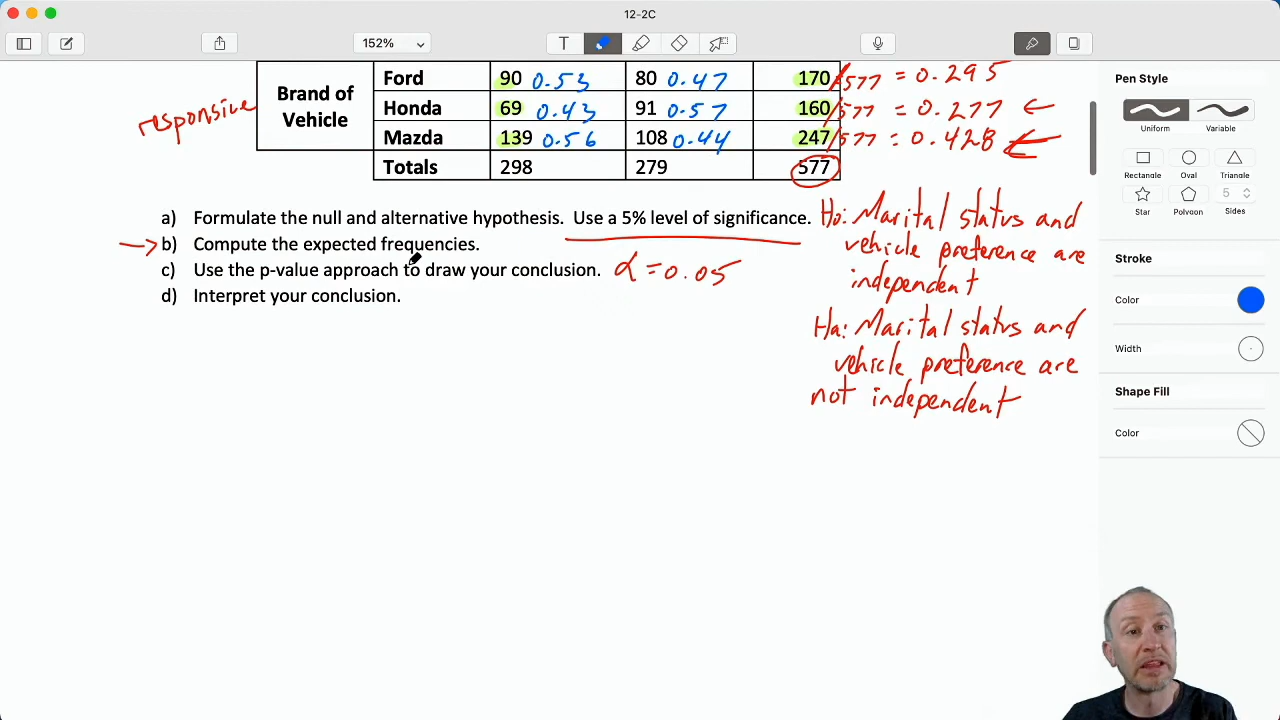 12-2C
152%
T
Brand of Vehicle
Ford 90 0.53 80 0.47 170 /577 = 0.295
Honda 69 0.43 91 0.57 160 /577 = 0.277 ←
Mazda 139 0.56 108 0.44 247 /577 = 0.428 ←
Totals 298 279 577
responsive
a) Formulate the null and alternative hypothesis. Use a 5% level of significance.
b) Compute the expected frequencies.
c) Use the p-value approach to draw your conclusion. α = 0.05
d) Interpret your conclusion.
Ho: Marital status and
vehicle preference are
independent
Ha: Marital status and
vehicle preference are
not independent
Pen Style
Uniform Variable
Rectangle Oval Triangle
Star Polygon 5 Sides
Stroke
Color
Width
Shape Fill
Color